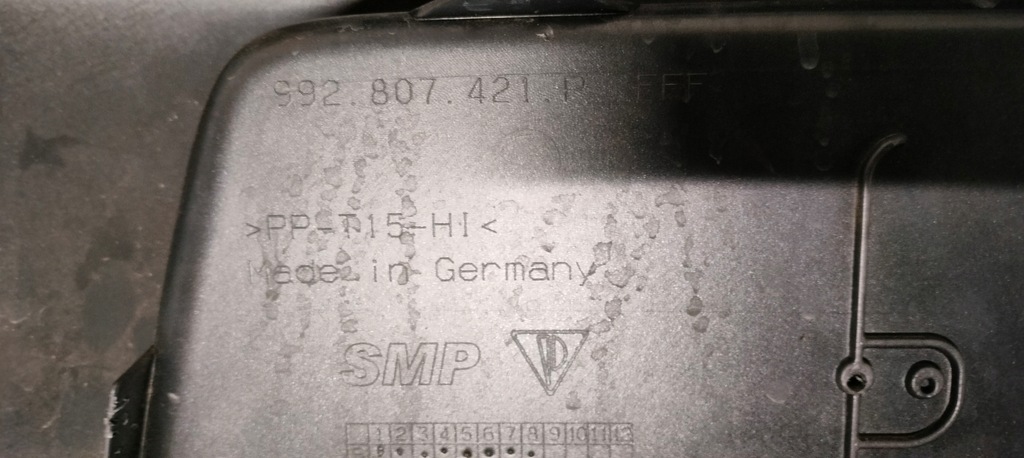 992.807.421.P FFF
>PP-T15-HI<
Made in Germany
SMP
1 2 3 4 5 6 7 8 9 10 11 12